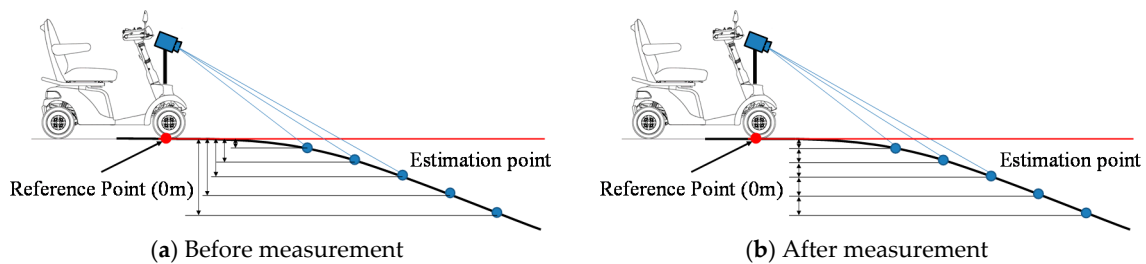 Estimation point
Reference Point (0m)
(a) Before measurement
Estimation point
Reference Point (0m)
(b) After measurement